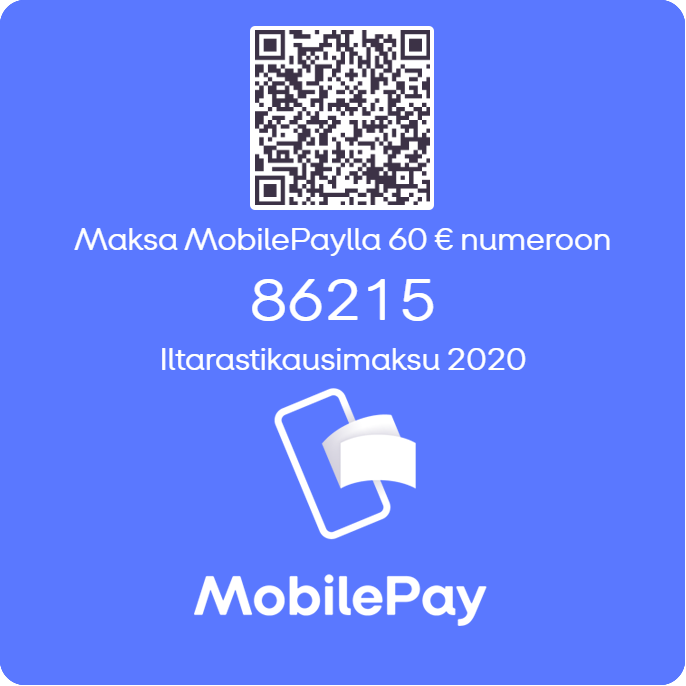 Maksa MobilePaylla 60 € numeroon
86215
Iltarastikausimaksu 2020
MobilePay